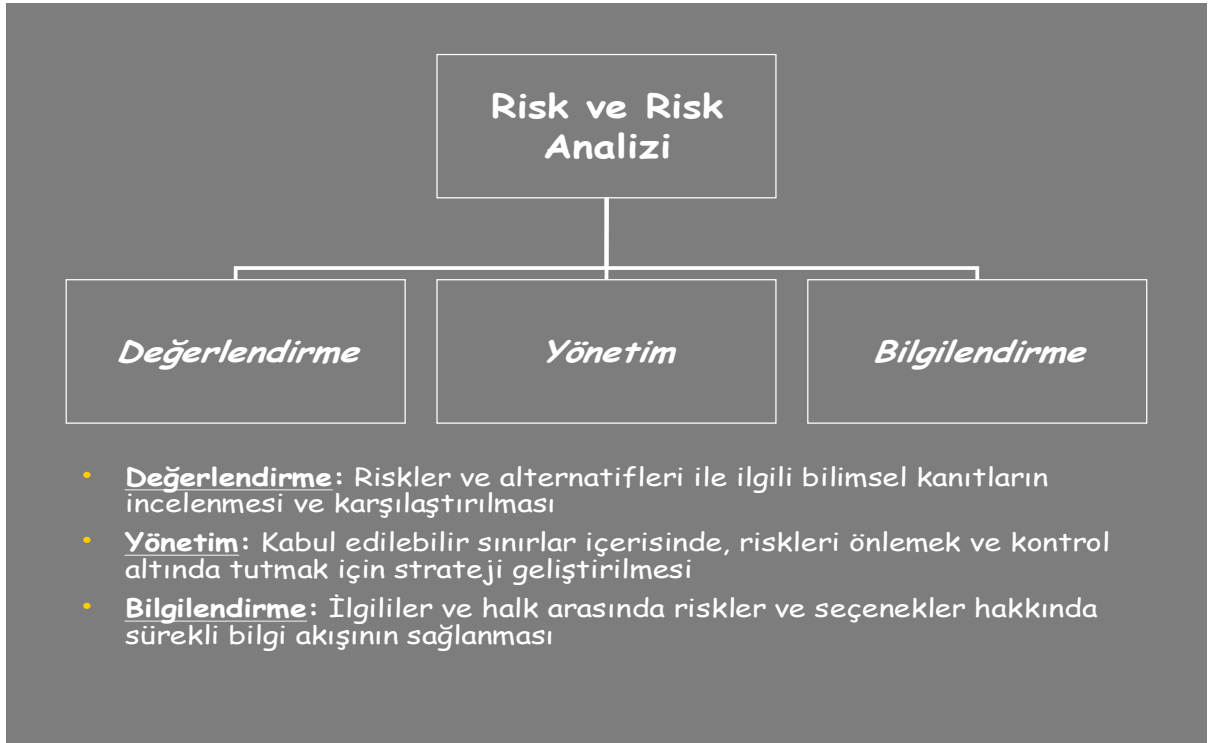 Risk ve Risk
Analizi
Değerlendirme
Yönetim
Bilgilendirme
• Değerlendirme: Riskler ve alternatifleri ile ilgili bilimsel kanıtların
incelenmesi ve karşılaştırılması
• Yönetim: Kabul edilebilir sınırlar içerisinde, riskleri önlemek ve kontrol
altında tutmak için strateji geliştirilmesi
• Bilgilendirme: İlgililer ve halk arasında riskler ve seçenekler hakkında
sürekli bilgi akışının sağlanması